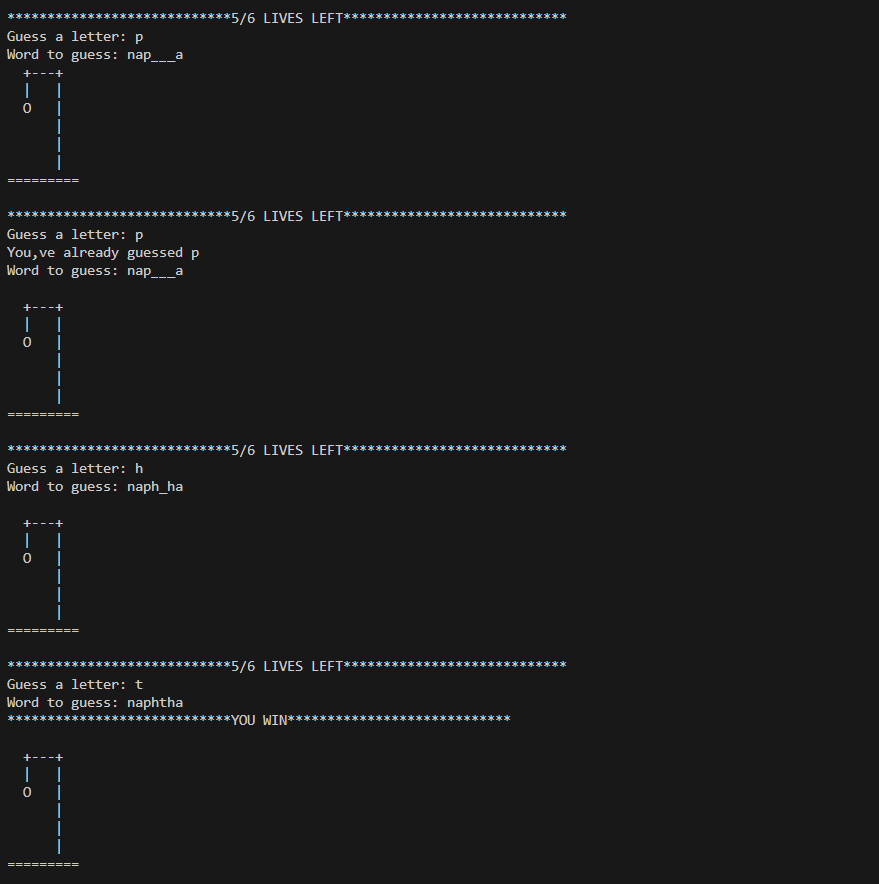 ****************************5/6 LIVES LEFT****************************
Guess a letter: p
Word to guess: nap___a
  +---+
  |   |
  O   |
      |
      |
      |
=========

****************************5/6 LIVES LEFT****************************
Guess a letter: p
You,ve already guessed p
Word to guess: nap___a

  +---+
  |   |
  O   |
      |
      |
      |
=========

****************************5/6 LIVES LEFT****************************
Guess a letter: h
Word to guess: naph_ha

  +---+
  |   |
  O   |
      |
      |
      |
=========

****************************5/6 LIVES LEFT****************************
Guess a letter: t
Word to guess: naphtha
****************************YOU WIN****************************

  +---+
  |   |
  O   |
      |
      |
      |
=========